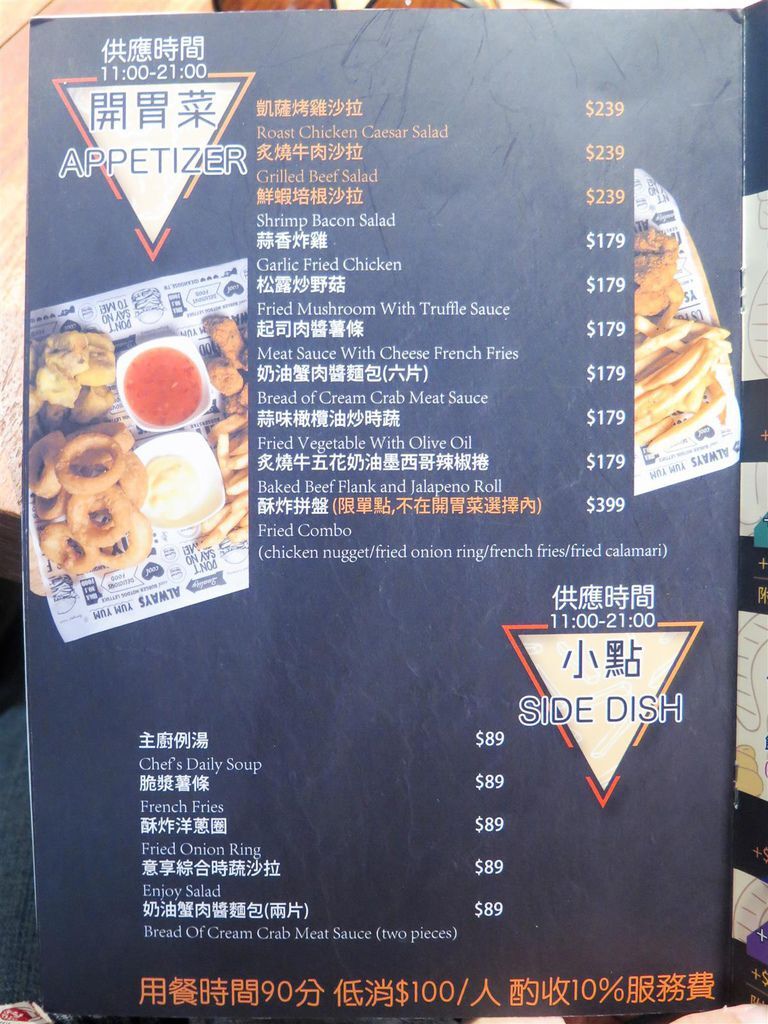 供應時間
11:00-21:00
開胃菜
APPETIZER
凱薩烤雞沙拉 $239
Roast Chicken Caesar Salad
炙燒牛肉沙拉 $239
Grilled Beef Salad
鮮蝦培根沙拉 $239
Shrimp Bacon Salad
蒜香炸雞 $179
Garlic Fried Chicken
松露炒野菇 $179
Fried Mushroom With Truffle Sauce
起司肉醬薯條 $179
Meat Sauce With Cheese French Fries
奶油蟹肉醬麵包(六片) $179
Bread of Cream Crab Meat Sauce
蒜味橄欖油炒時蔬 $179
Fried Vegetable With Olive Oil
炙燒牛五花奶油墨西哥辣椒捲 $179
Baked Beef Flank and Jalapeno Roll
酥炸拼盤(限單點,不在開胃菜選擇內) $399
Fried Combo
(chicken nugget/fried onion ring/french fries/fried calamari)
DON'T SAY NO TO ME!
ALWAYS YUM YUM YUM
ALWAYS YUM YUM
供應時間
11:00-21:00
小點
SIDE DISH
主廚例湯 $89
Chef's Daily Soup
脆漿薯條 $89
French Fries
酥炸洋蔥圈 $89
Fried Onion Ring
意享綜合時蔬沙拉 $89
Enjoy Salad
奶油蟹肉醬麵包(兩片) $89
Bread Of Cream Crab Meat Sauce (two pieces)
用餐時間90分 低消$100/人 酌收10%服務費